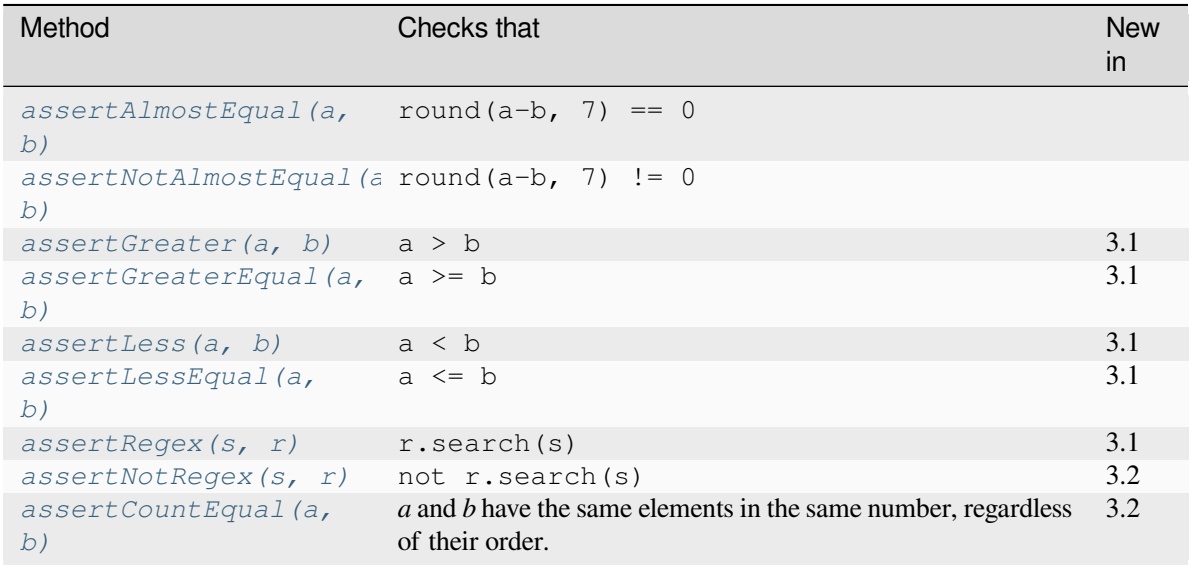 Method Checks that New
in
assertAlmostEqual(a, round(a-b, 7) == 0
b)
assertNotAlmostEqual(a round(a-b, 7) != 0
b)
assertGreater(a, b) a > b 3.1
assertGreaterEqual(a, a >= b 3.1
b)
assertLess(a, b) a < b 3.1
assertLessEqual(a, a <= b 3.1
b)
assertRegex(s, r) r.search(s) 3.1
assertNotRegex(s, r) not r.search(s) 3.2
assertCountEqual(a, a and b have the same elements in the same number, regardless 3.2
b) of their order.